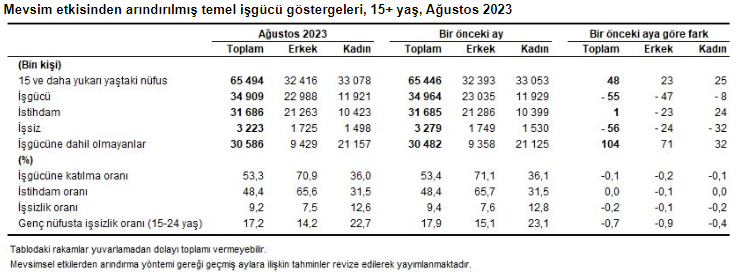 Mevsim etkisinden arındırılmış temel işgücü göstergeleri, 15+ yaş, Ağustos 2023
Ağustos 2023 Bir önceki ay Bir önceki aya göre fark
Toplam Erkek Kadın Toplam Erkek Kadın Toplam Erkek Kadın
(Bin kişi)
15 ve daha yukarı yaştaki nüfus 65 494 32 416 33 078 65 446 32 393 33 053 48 23 25
İşgücü 34 909 22 988 11 921 34 964 23 035 11 929 - 55 - 47 - 8
İstihdam 31 686 21 263 10 423 31 685 21 286 10 399 1 - 23 24
İşsiz 3 223 1 725 1 498 3 279 1 749 1 530 - 56 - 24 - 32
İşgücüne dahil olmayanlar 30 586 9 429 21 157 30 482 9 358 21 125 104 71 32
(%)
İşgücüne katılma oranı 53,3 70,9 36,0 53,4 71,1 36,1 -0,1 -0,2 -0,1
İstihdam oranı 48,4 65,6 31,5 48,4 65,7 31,5 0,0 -0,1 0,0
İşsizlik oranı 9,2 7,5 12,6 9,4 7,6 12,8 -0,2 -0,1 -0,2
Genç nüfusta işsizlik oranı (15-24 yaş) 17,2 14,2 22,7 17,9 15,1 23,1 -0,7 -0,9 -0,4
Tablodaki rakamlar yuvarlamadan dolayı toplamı vermeyebilir.
Mevsimsel etkilerden arındırma yöntemi gereği geçmiş aylara ilişkin tahminler revize edilerek yayımlanmaktadır.